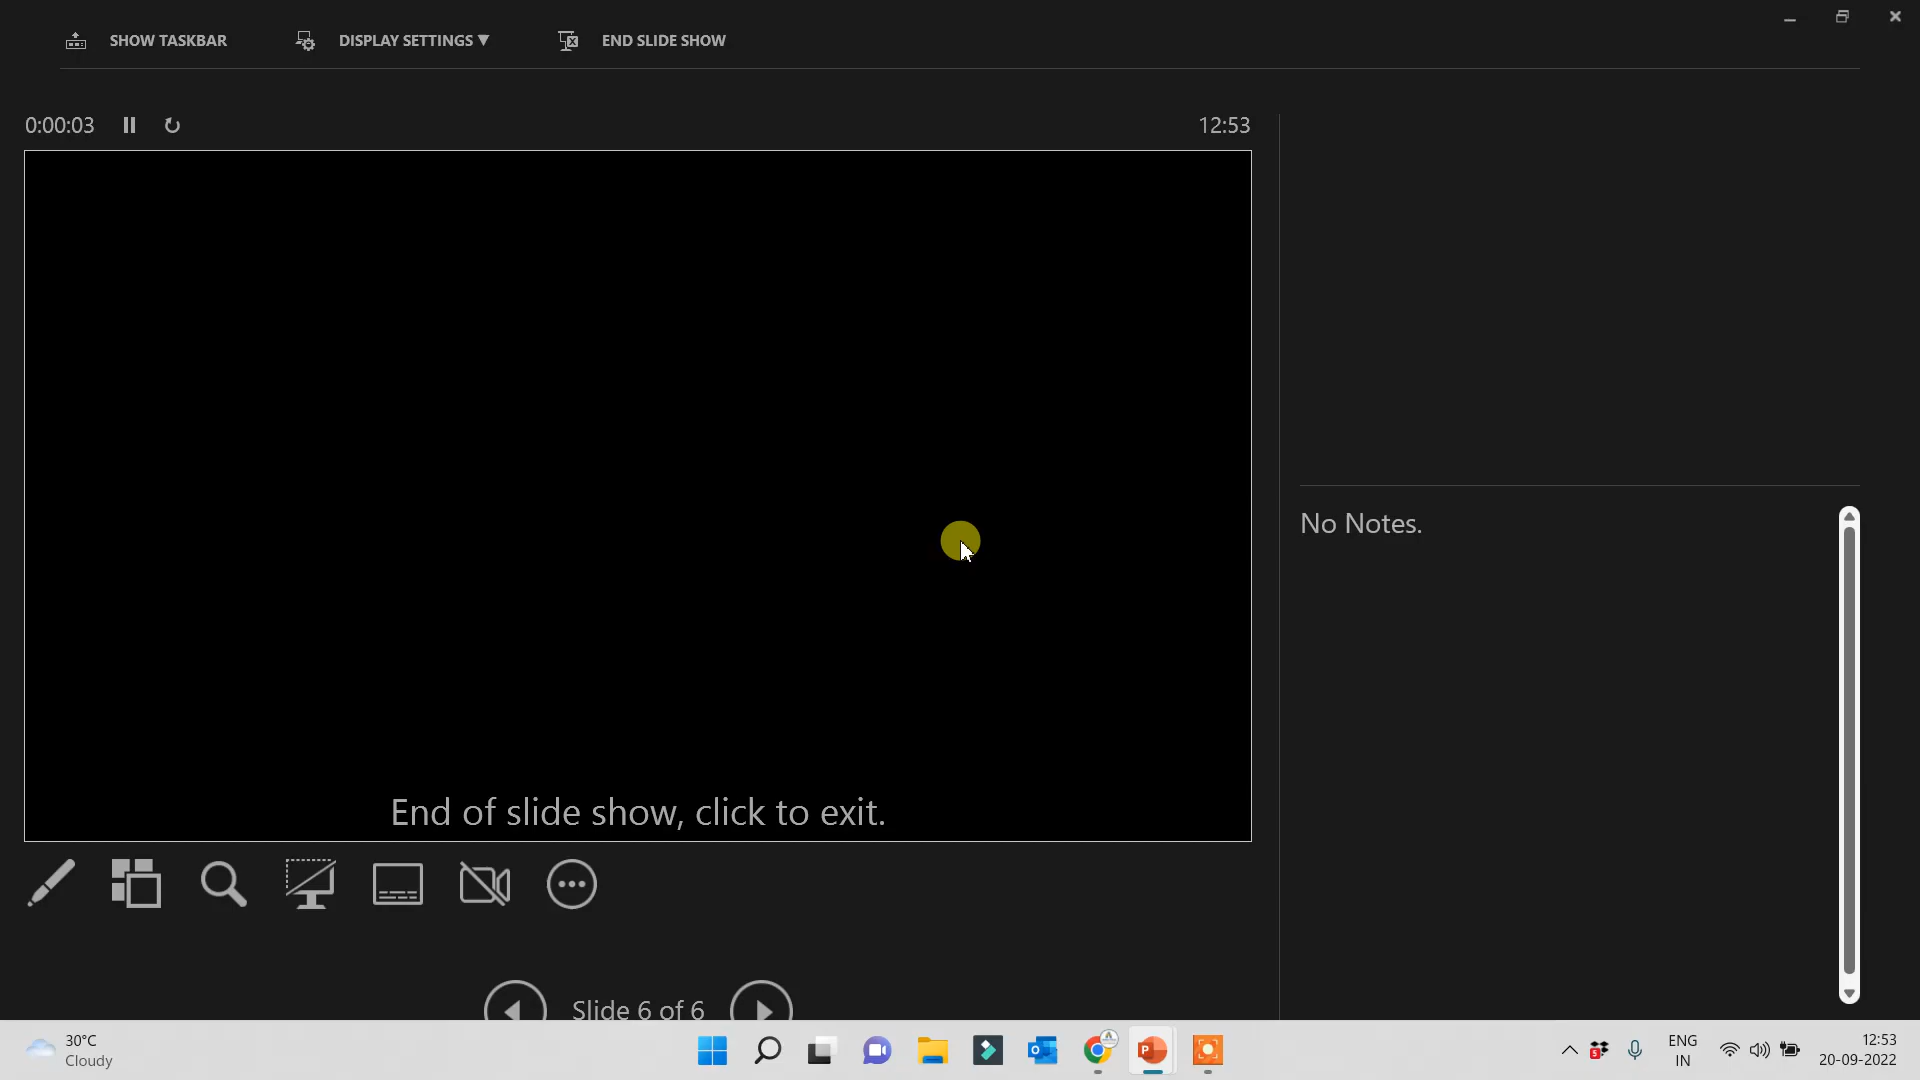 SHOW TASKBAR
DISPLAY SETTINGS ▼
END SLIDE SHOW
0:00:03
12:53
No Notes.
End of slide show, click to exit.
Slide 6 of 6
30°C
Cloudy
5
ENG
IN
12:53
20-09-2022